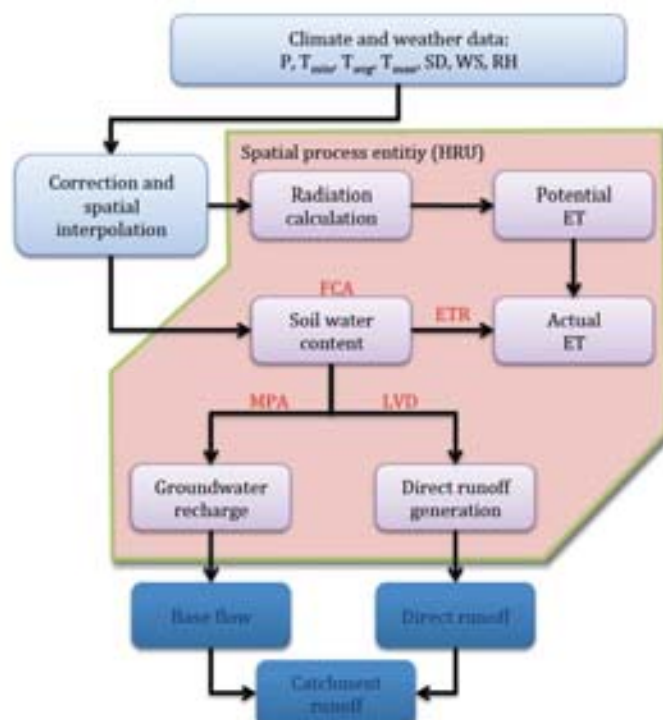 Climate and weather data:
P, Tmin, Tavg, Tmax, SD, WS, RH
Spatial process entitiy (HRU)
Correction and
spatial
interpolation
Radiation
calculation
Potential
ET
FCA
Soil water
content
ETR
Actual
ET
MPA
LVD
Groundwater
recharge
Direct runoff
generation
Base flow
Direct runoff
Catchment
runoff